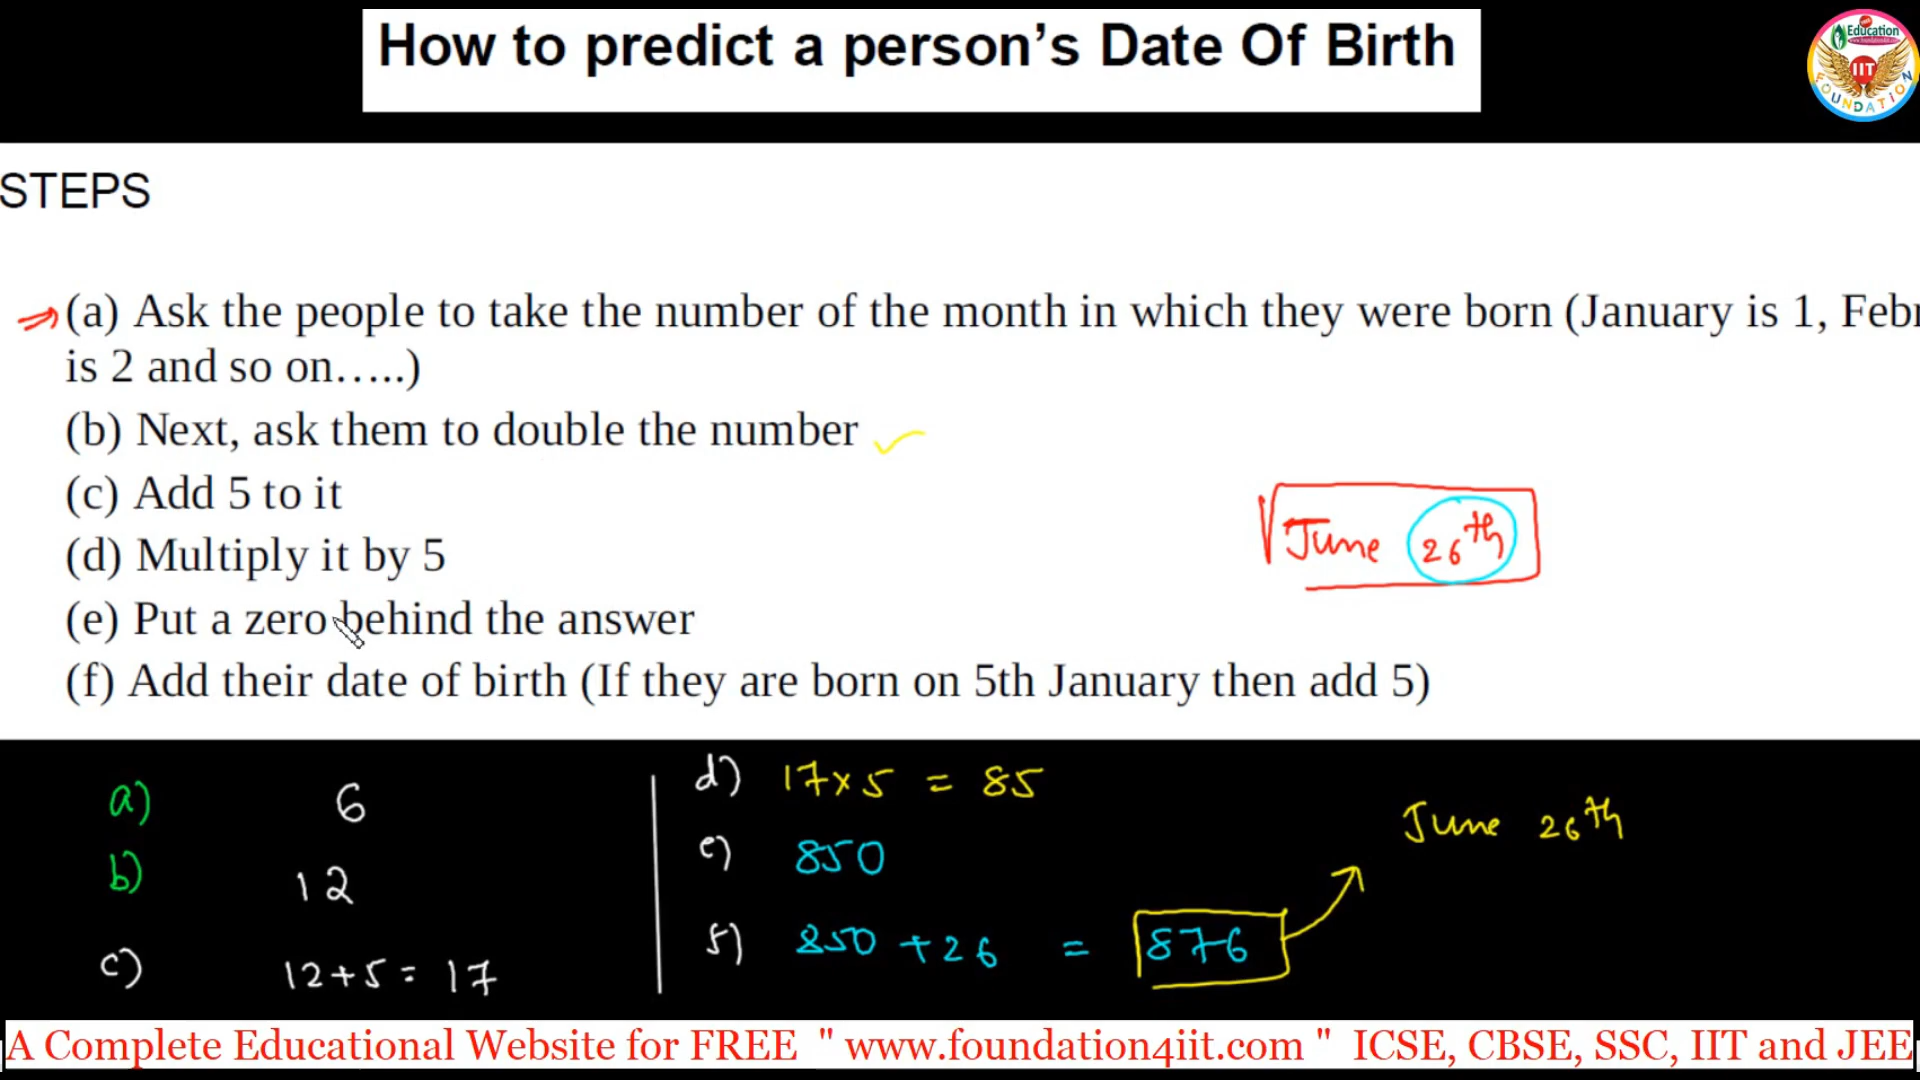 How to predict a person's Date Of Birth
Education
IIT
FOUNDATION
STEPS
(a) Ask the people to take the number of the month in which they were born (January is 1, Febr
is 2 and so on…..)
(b) Next, ask them to double the number
(c) Add 5 to it
June 26th
(d) Multiply it by 5
(e) Put a zero behind the answer
(f) Add their date of birth (If they are born on 5th January then add 5)
a) 6
b) 12
c) 12+5 = 17
d) 17×5 = 85
e) 850
f) 850 + 26 = 876
June 26th
A Complete Educational Website for FREE " www.foundation4iit.com " ICSE, CBSE, SSC, IIT and JEE